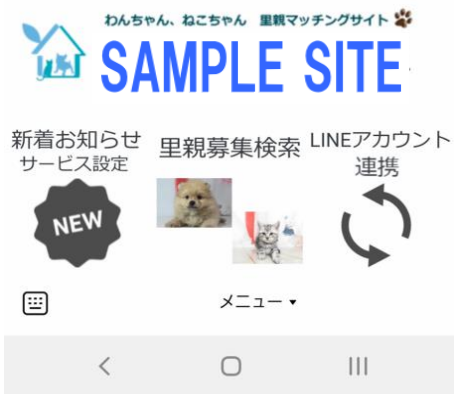 わんちゃん、ねこちゃん 里親マッチングサイト
SAMPLE SITE
新着お知らせ
サービス設定
NEW
里親募集検索
LINEアカウント
連携
メニュー ▼